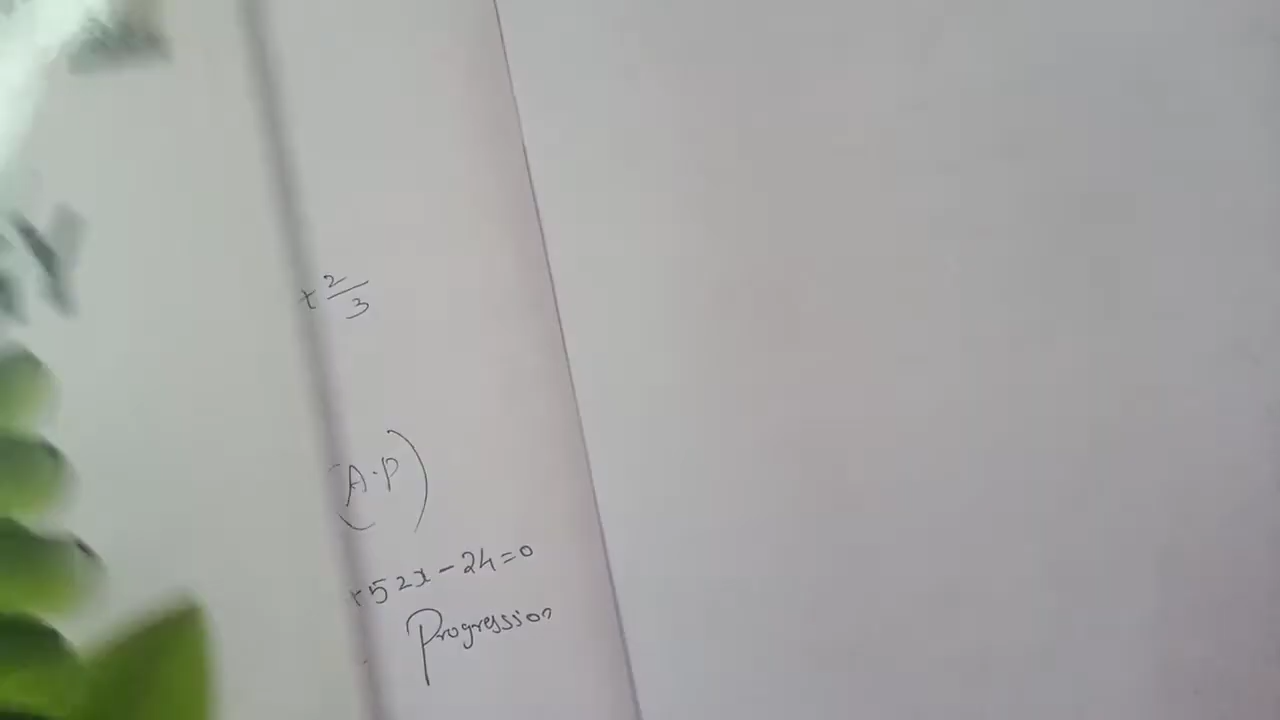 + 2/3
(A.P)
+52x-24=0
Progression